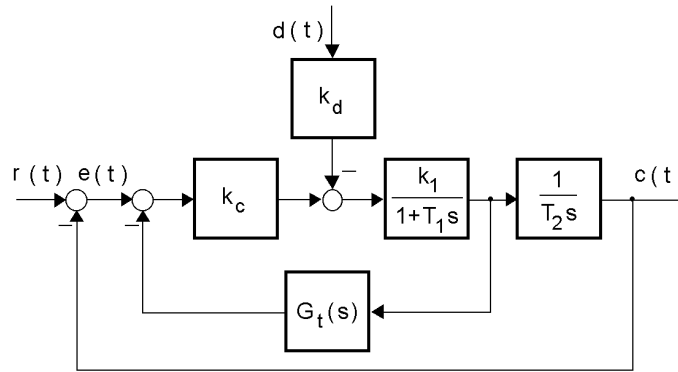 d(t)
k_d
r(t) e(t)
−
k_c
−
k_1
1+T_1s
1
T_2s
c(t
−
G_t(s)